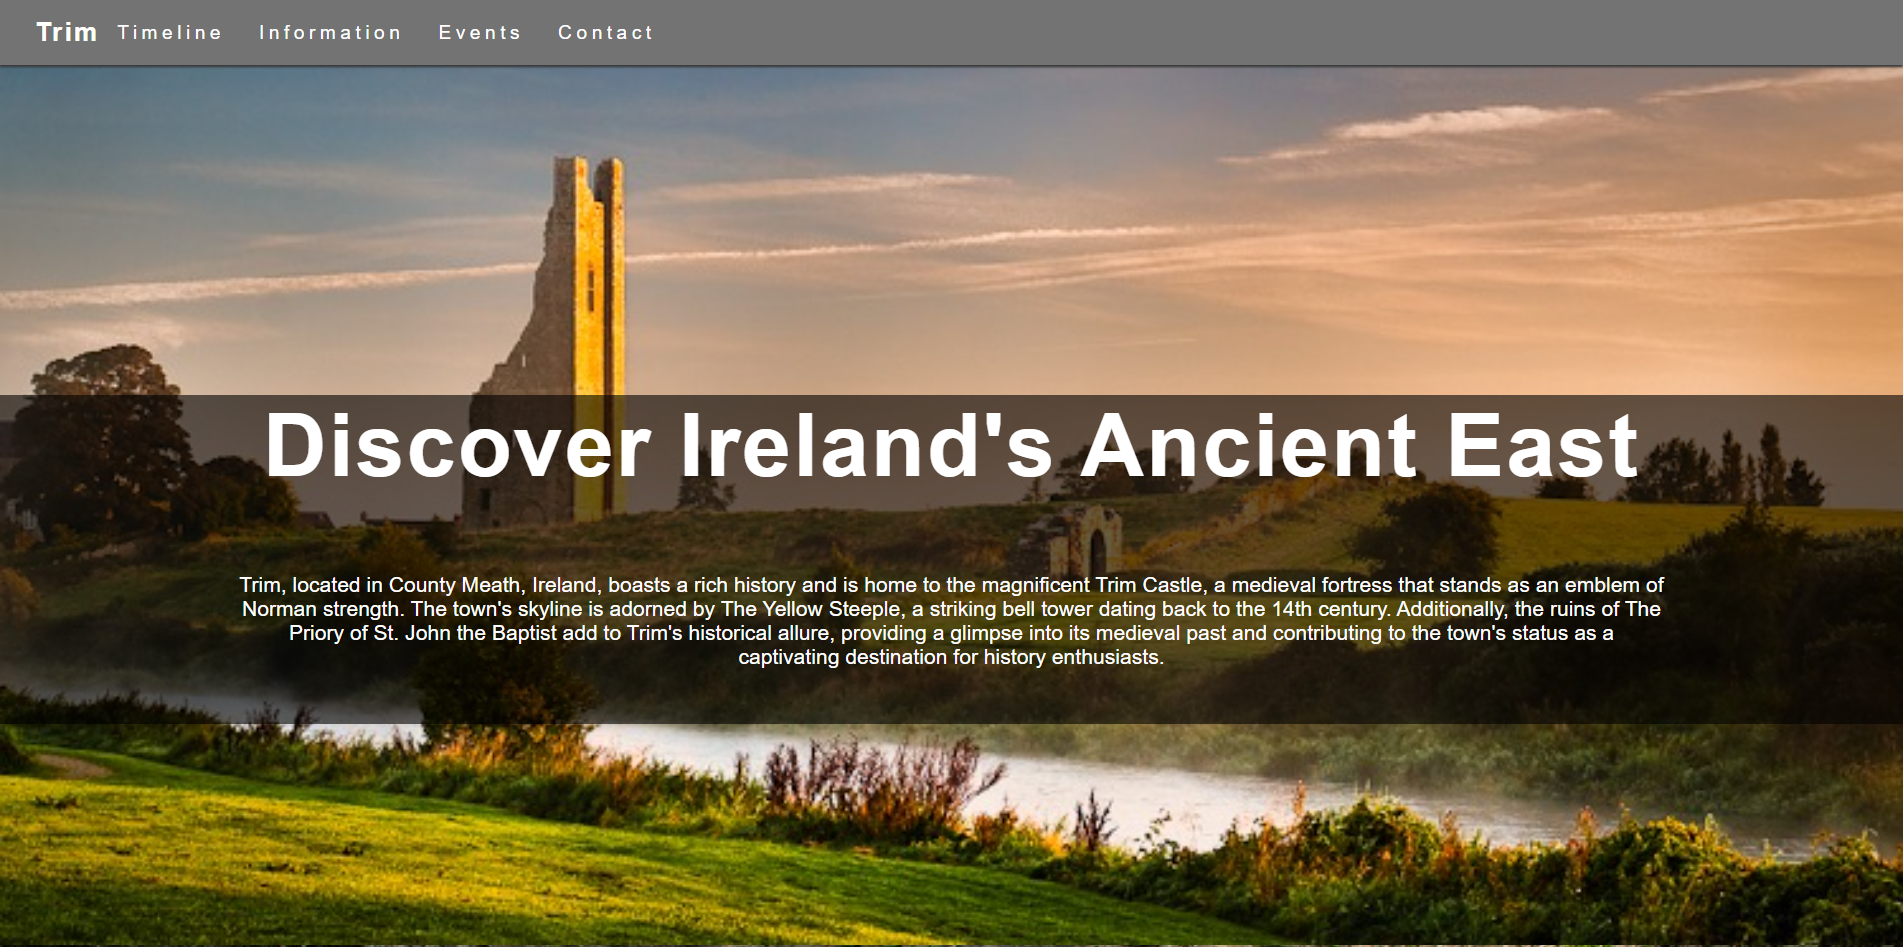 Trim Timeline Information Events Contact
Discover Ireland's Ancient East
Trim, located in County Meath, Ireland, boasts a rich history and is home to the magnificent Trim Castle, a medieval fortress that stands as an emblem of
Norman strength. The town's skyline is adorned by The Yellow Steeple, a striking bell tower dating back to the 14th century. Additionally, the ruins of The
Priory of St. John the Baptist add to Trim's historical allure, providing a glimpse into its medieval past and contributing to the town's status as a
captivating destination for history enthusiasts.